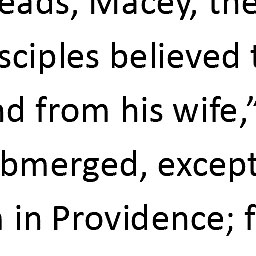 eads, Macey, the
sciples believed t
nd from his wife,”
bmerged, except
n in Providence; f